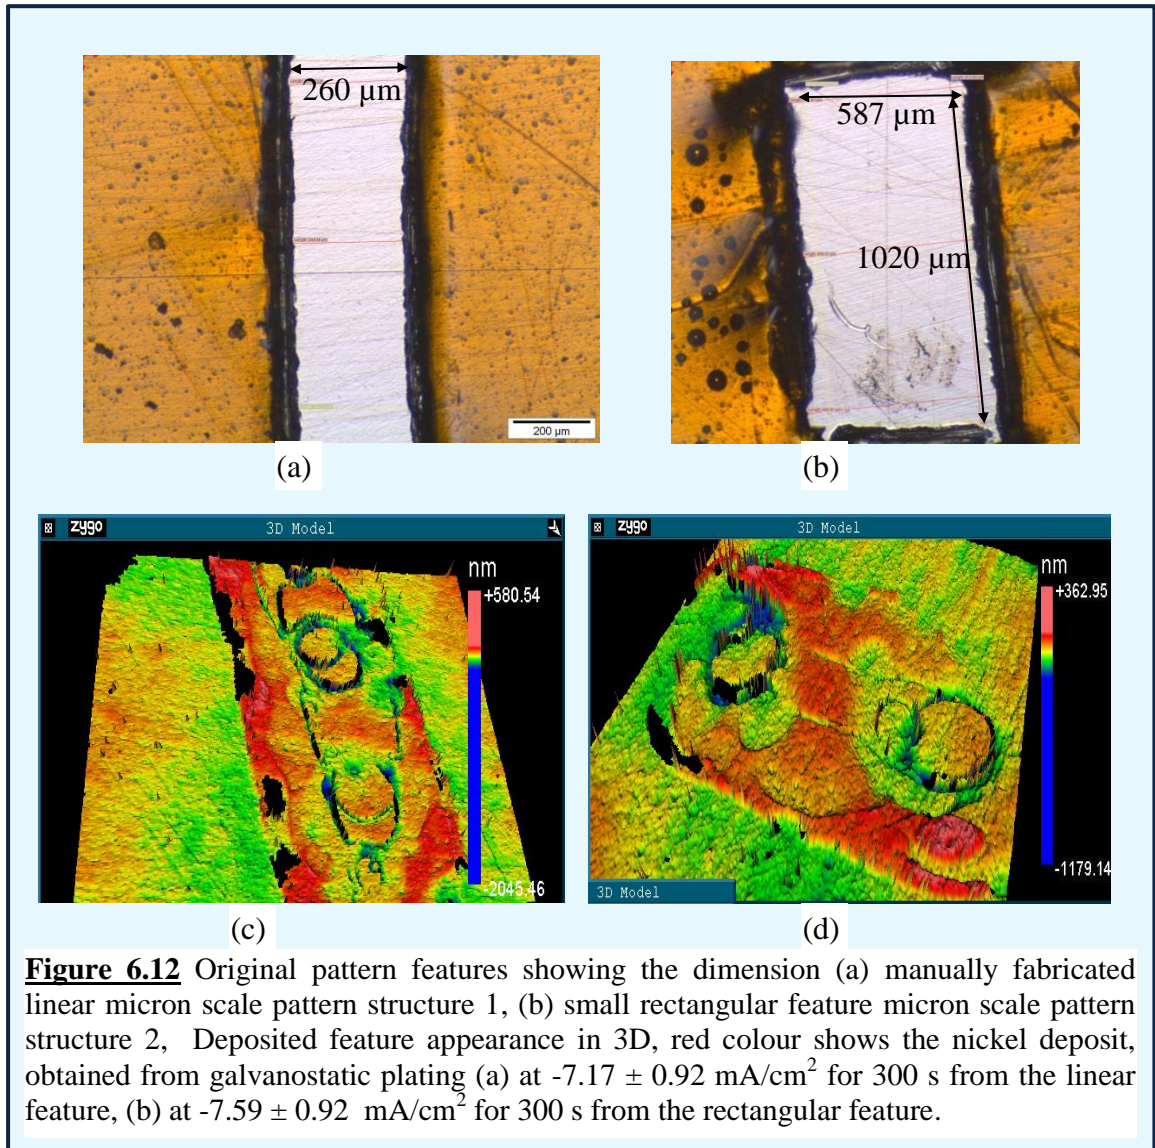 260 µm
200 µm
(a)
587 µm
1020 µm
(b)
zygo
3D Model
nm
+580.54
-2045.46
(c)
zygo
3D Model
nm
+362.95
-1179.14
3D Model
(d)
Figure 6.12 Original pattern features showing the dimension (a) manually fabricated
linear micron scale pattern structure 1, (b) small rectangular feature micron scale pattern
structure 2, Deposited feature appearance in 3D, red colour shows the nickel deposit,
obtained from galvanostatic plating (a) at -7.17 ± 0.92 mA/cm² for 300 s from the linear
feature, (b) at -7.59 ± 0.92 mA/cm² for 300 s from the rectangular feature.